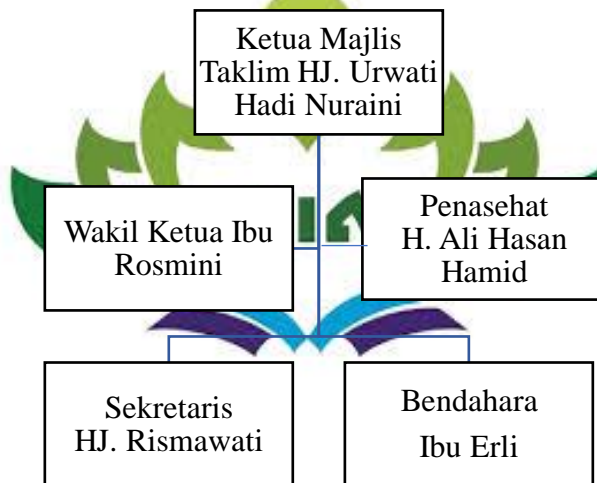 Ketua Majlis
Taklim HJ. Urwati
Hadi Nuraini
Wakil Ketua Ibu
Rosmini
Penasehat
H. Ali Hasan
Hamid
Sekretaris
HJ. Rismawati
Bendahara
Ibu Erli